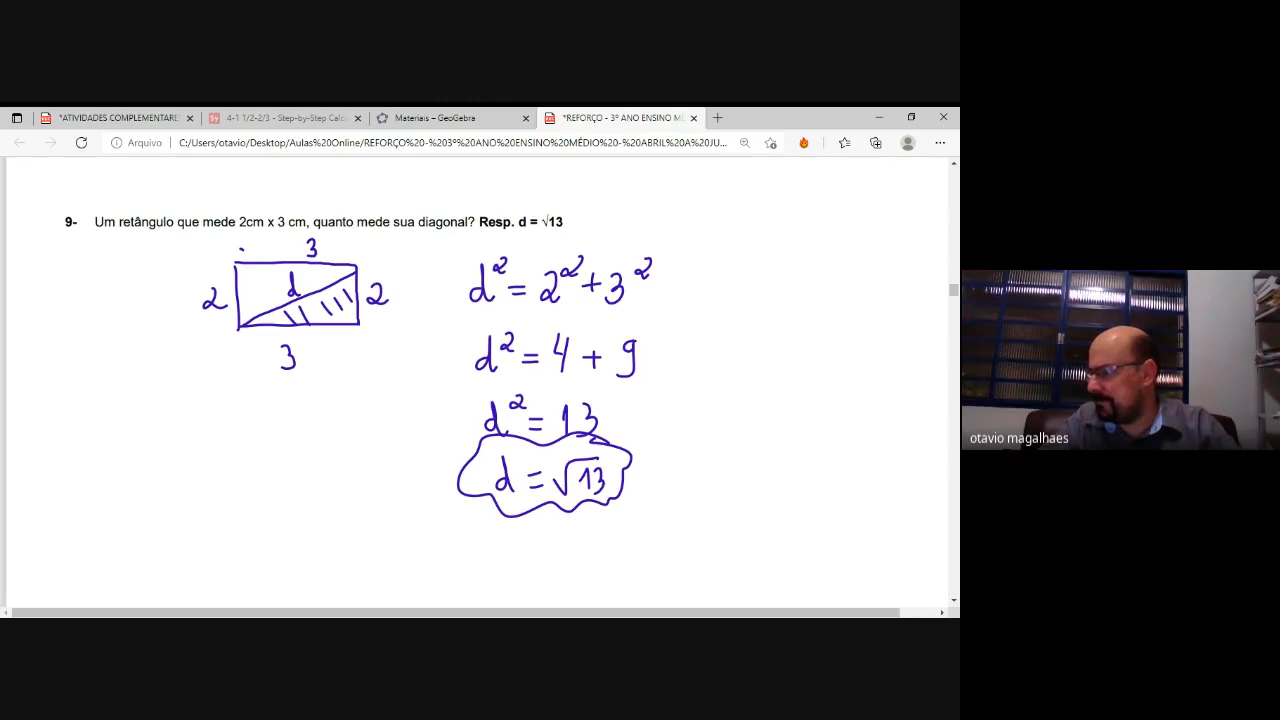 *ATIVIDADES COMPLEMENTARE
4-1 1/2-2/3 - Step-by-Step Calc
Materiais – GeoGebra
*REFORÇO - 3º ANO ENSINO MÉ
Arquivo
C:/Users/otavio/Desktop/Aulas%20Online/REFORÇO%20-%203º%20ANO%20ENSINO%20MÉDIO%20-%20ABRIL%20A%20JU...
9- Um retângulo que mede 2cm x 3 cm, quanto mede sua diagonal? Resp. d = √13
3
2 d 2
3
d² = 2² + 3²
d² = 4 + 9
d² = 13
d = √13
otavio magalhaes